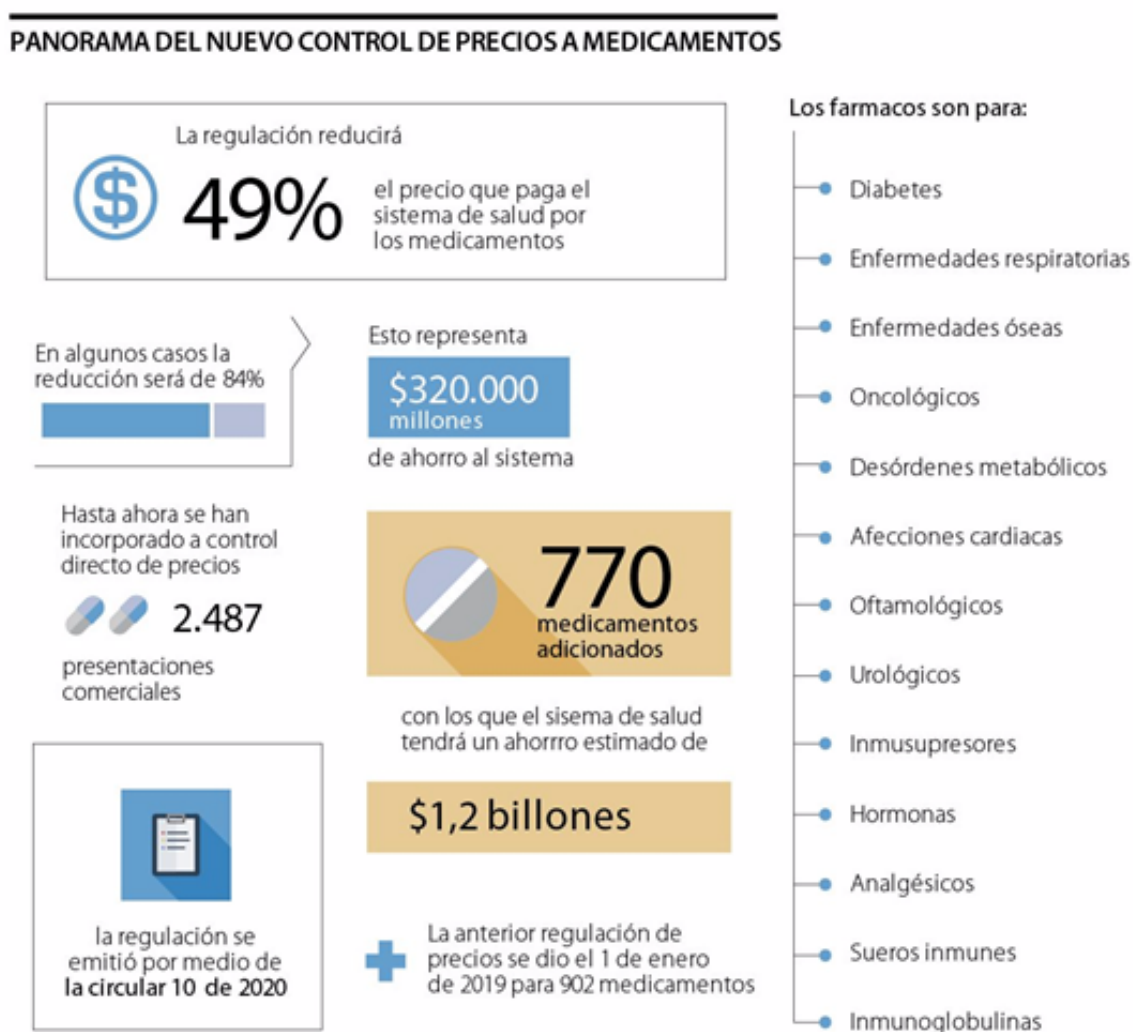 PANORAMA DEL NUEVO CONTROL DE PRECIOS A MEDICAMENTOS
La regulación reducirá
$
49%
el precio que paga el
sistema de salud por
los medicamentos
En algunos casos la
reducción será de 84%
Esto representa
$320.000
millones
de ahorro al sistema
Hasta ahora se han
incorporado a control
directo de precios
2.487
presentaciones
comerciales
770
medicamentos
adicionados
con los que el sisema de salud
tendrá un ahorrro estimado de
$1,2 billones
la regulación se
emitió por medio de
la circular 10 de 2020
La anterior regulación de
precios se dio el 1 de enero
de 2019 para 902 medicamentos
Los farmacos son para:
Diabetes
Enfermedades respiratorias
Enfermedades óseas
Oncológicos
Desórdenes metabólicos
Afecciones cardiacas
Oftamológicos
Urológicos
Inmusupresores
Hormonas
Analgésicos
Sueros inmunes
Inmunoglobulinas